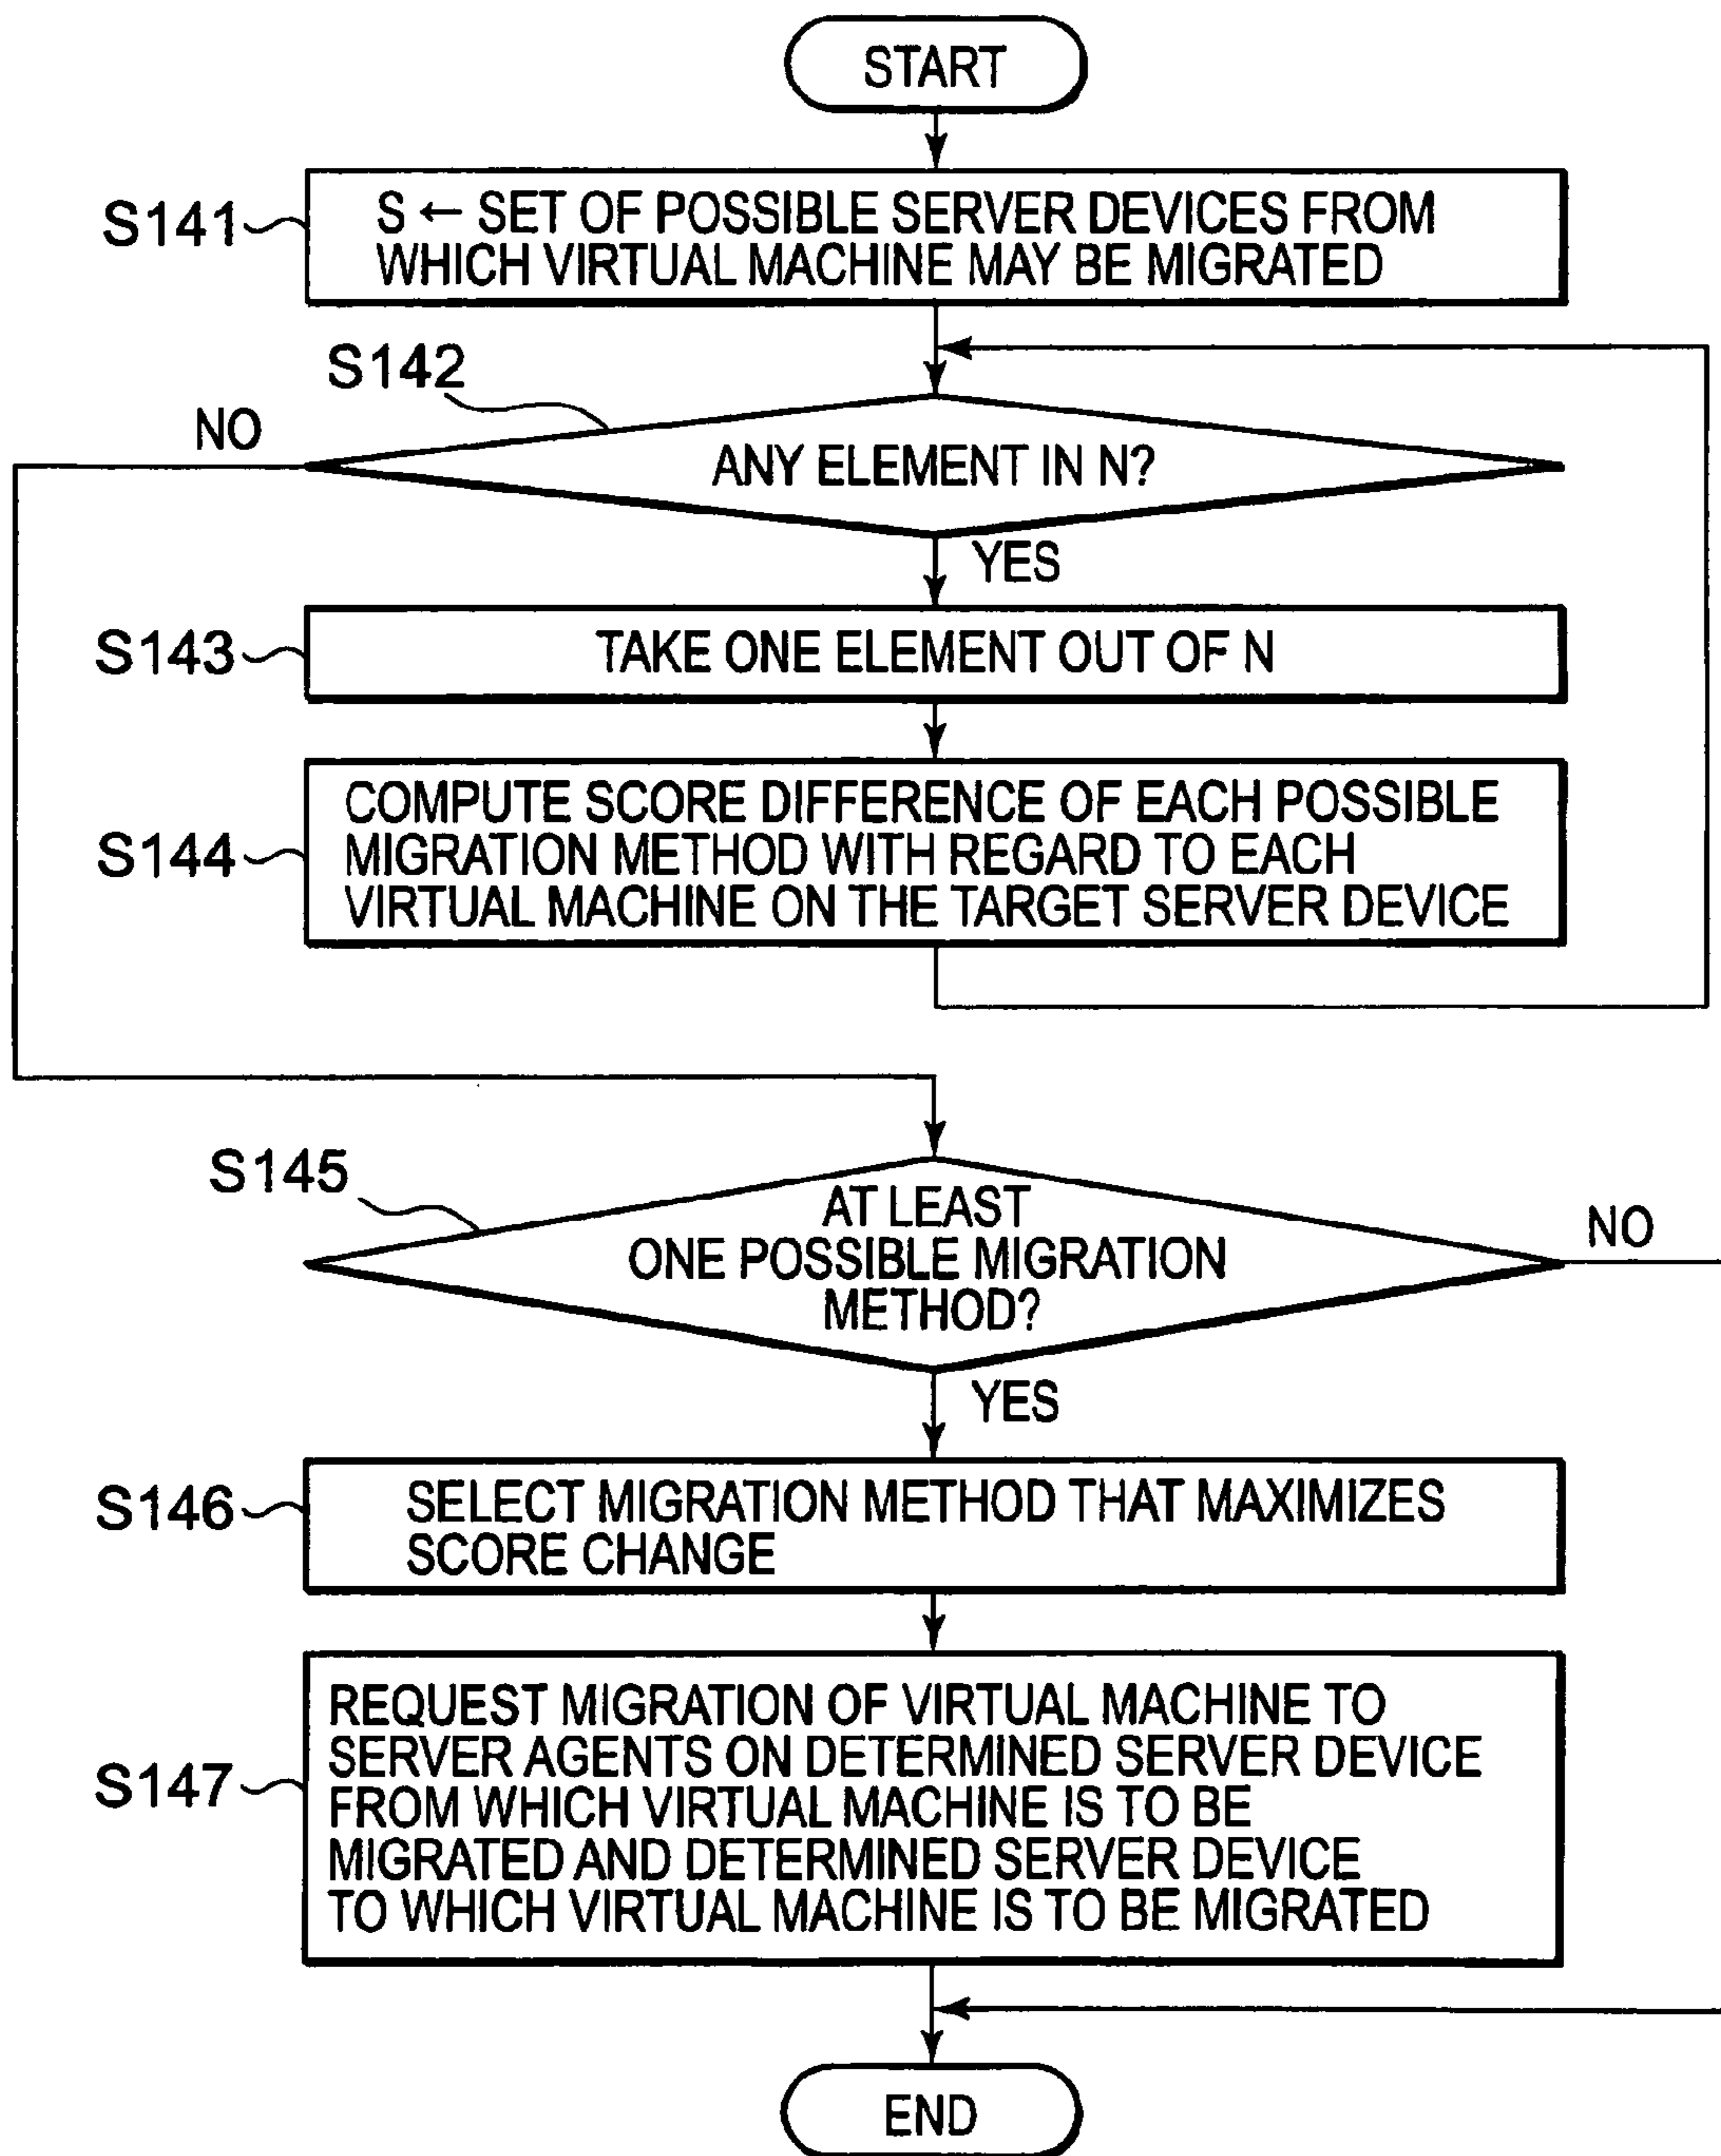 START
S141
S ← SET OF POSSIBLE SERVER DEVICES FROM
WHICH VIRTUAL MACHINE MAY BE MIGRATED
S142
NO
ANY ELEMENT IN N?
YES
S143
TAKE ONE ELEMENT OUT OF N
S144
COMPUTE SCORE DIFFERENCE OF EACH POSSIBLE
MIGRATION METHOD WITH REGARD TO EACH
VIRTUAL MACHINE ON THE TARGET SERVER DEVICE
S145
AT LEAST
ONE POSSIBLE MIGRATION
METHOD?
NO
YES
S146
SELECT MIGRATION METHOD THAT MAXIMIZES
SCORE CHANGE
S147
REQUEST MIGRATION OF VIRTUAL MACHINE TO
SERVER AGENTS ON DETERMINED SERVER DEVICE
FROM WHICH VIRTUAL MACHINE IS TO BE
MIGRATED AND DETERMINED SERVER DEVICE
TO WHICH VIRTUAL MACHINE IS TO BE MIGRATED
END